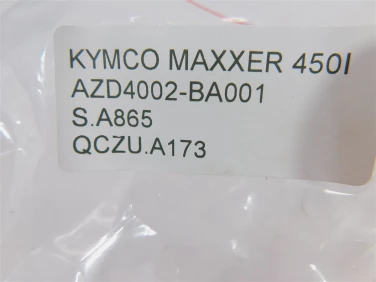 KYMCO MAXXER 450I
AZD4002-BA001
S.A865
QCZU.A173